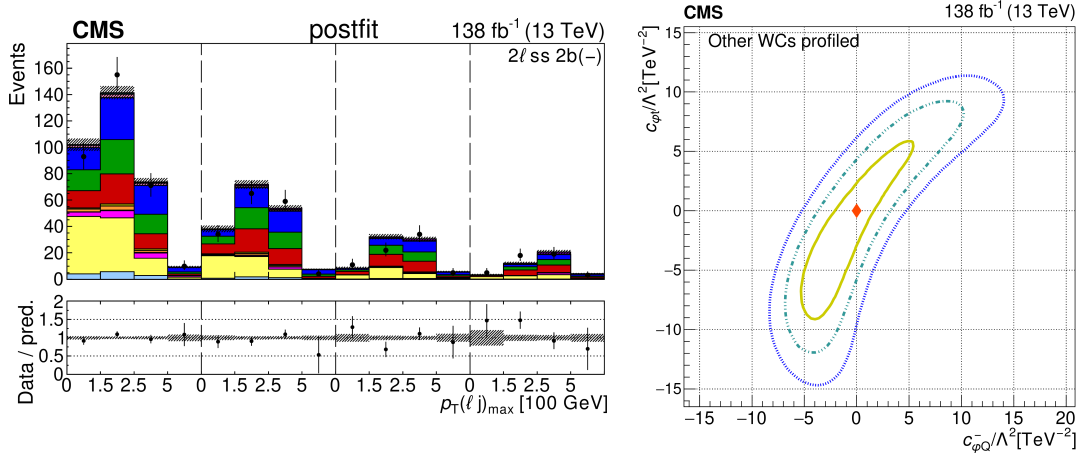 CMS postfit 138 fb⁻¹ (13 TeV)
2ℓ ss 2b(−)
Events
160
140
120
100
80
60
40
20
0
Data / pred.
2
1.5
1
0.5
0
0 1.5 2.5 5 0 1.5 2.5 5 0 1.5 2.5 5 0 1.5 2.5 5
p_T(ℓ j)_max [100 GeV]
CMS 138 fb⁻¹ (13 TeV)
Other WCs profiled
c_φt/Λ² [TeV⁻²]
15
10
5
0
−5
−10
−15
−15 −10 −5 0 5 10 15 20
c⁻_φQ/Λ² [TeV⁻²]